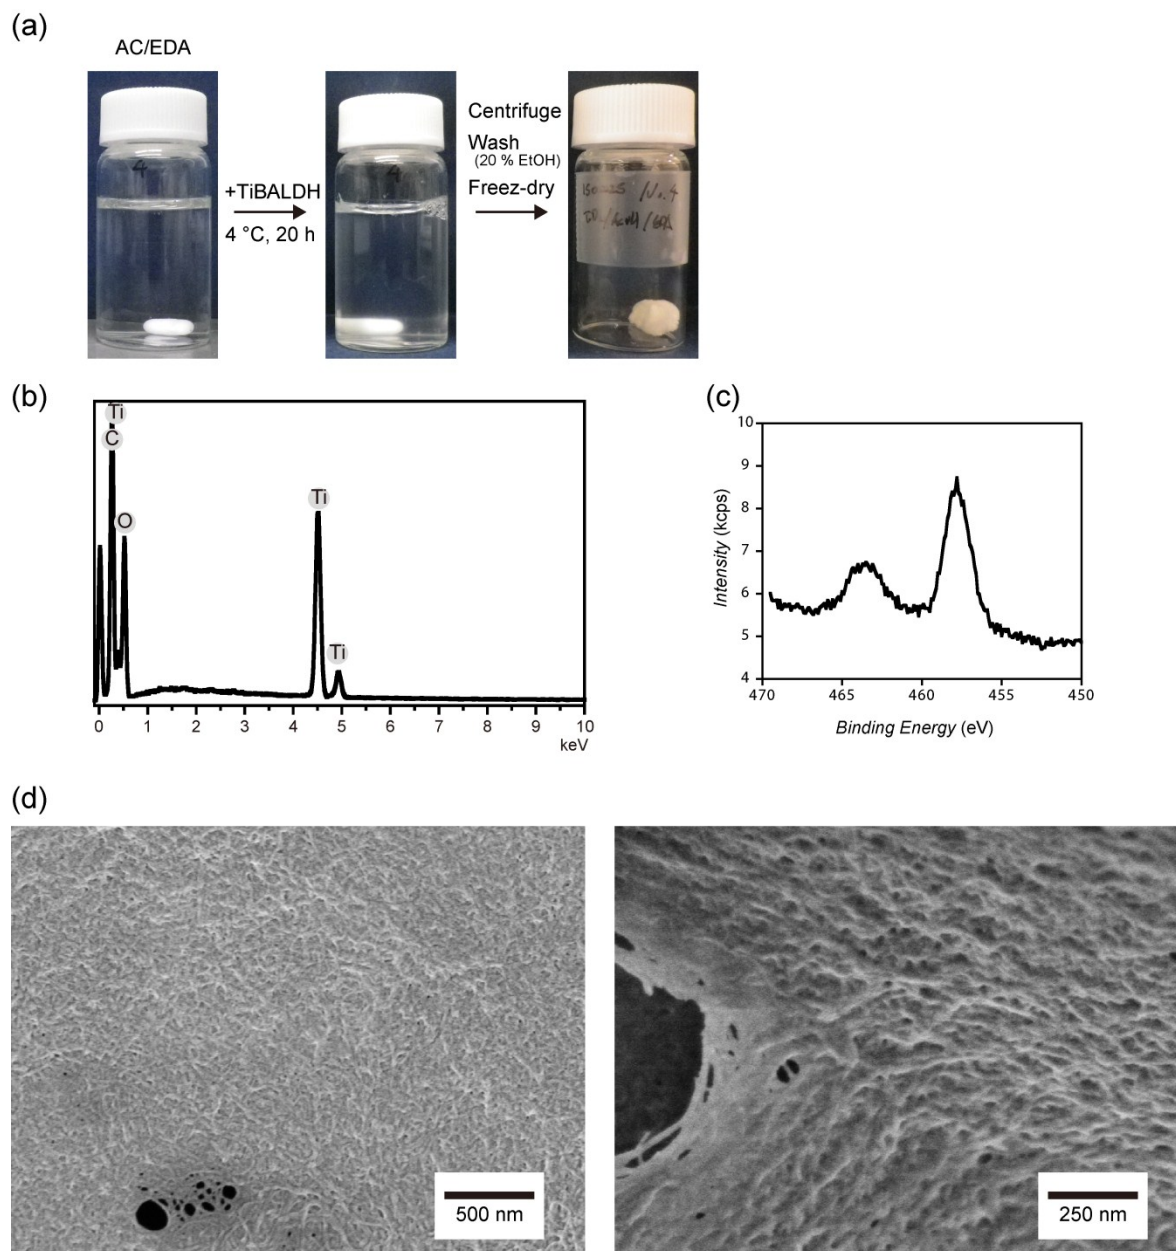 (a)
AC/EDA
4
+TiBALDH
4 °C, 20 h
4
Centrifuge
Wash
(20 % EtOH)
Freez-dry
(b)
Ti
C
O
Ti
Ti
0 1 2 3 4 5 6 7 8 9 10
keV
(c)
10
9
8
7
6
5
4
Intensity (kcps)
470 465 460 455 450
Binding Energy (eV)
(d)
500 nm
250 nm